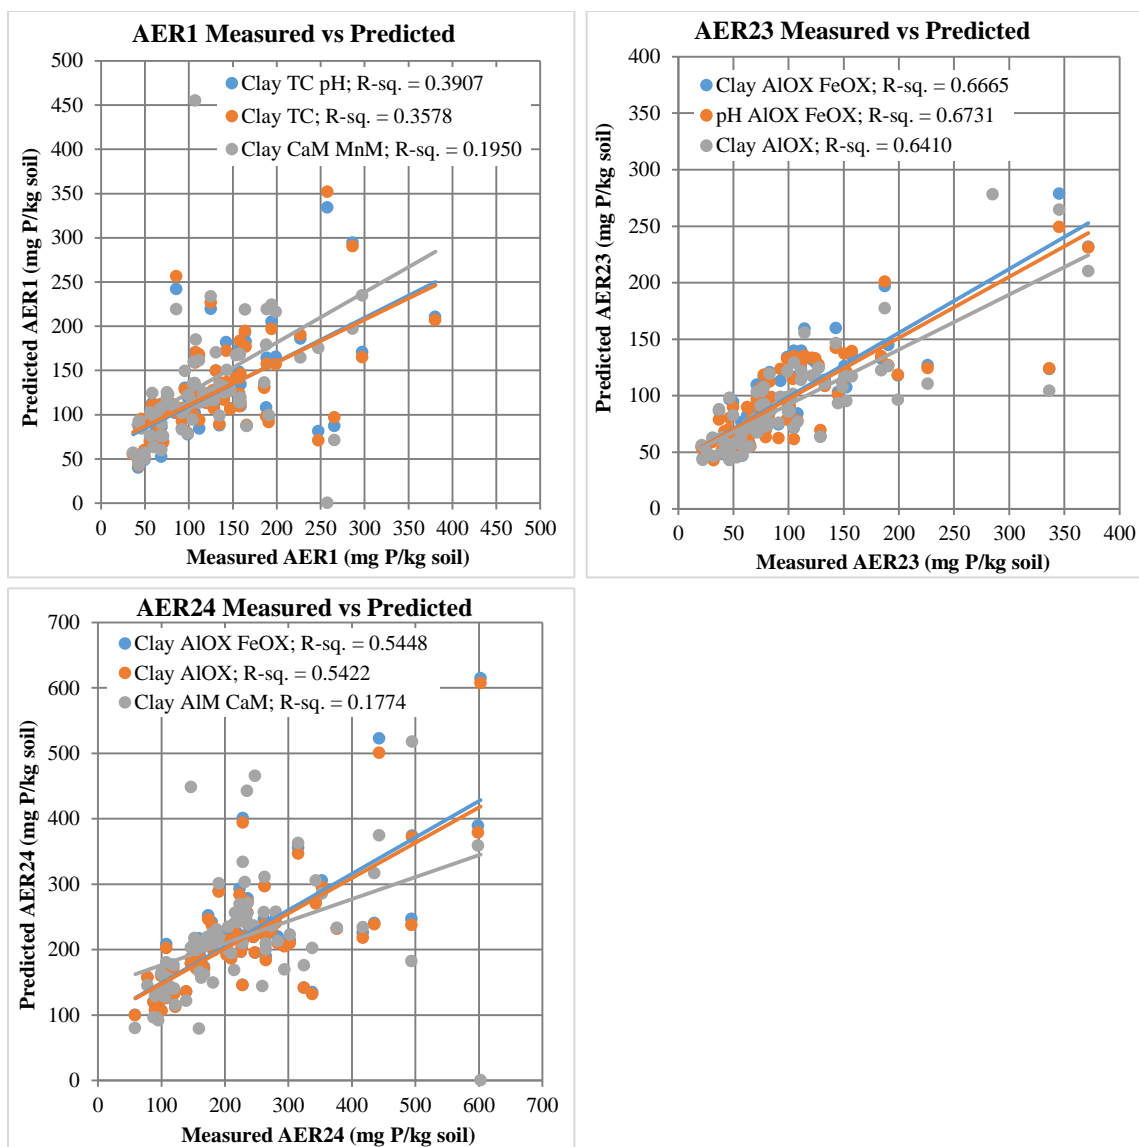 AER1 Measured vs Predicted
Predicted AER1 (mg P/kg soil)
500
450
400
350
300
250
200
150
100
50
0
Clay TC pH; R-sq. = 0.3907
Clay TC; R-sq. = 0.3578
Clay CaM MnM; R-sq. = 0.1950
0 50 100 150 200 250 300 350 400 450 500
Measured AER1 (mg P/kg soil)
AER23 Measured vs Predicted
Predicted AER23 (mg P/kg soil)
400
350
300
250
200
150
100
50
0
Clay AlOX FeOX; R-sq. = 0.6665
pH AlOX FeOX; R-sq. = 0.6731
Clay AlOX; R-sq. = 0.6410
0 50 100 150 200 250 300 350 400
Measured AER23 (mg P/kg soil)
AER24 Measured vs Predicted
Predicted AER24 (mg P/kg soil)
700
600
500
400
300
200
100
0
Clay AlOX FeOX; R-sq. = 0.5448
Clay AlOX; R-sq. = 0.5422
Clay AlM CaM; R-sq. = 0.1774
0 100 200 300 400 500 600 700
Measured AER24 (mg P/kg soil)